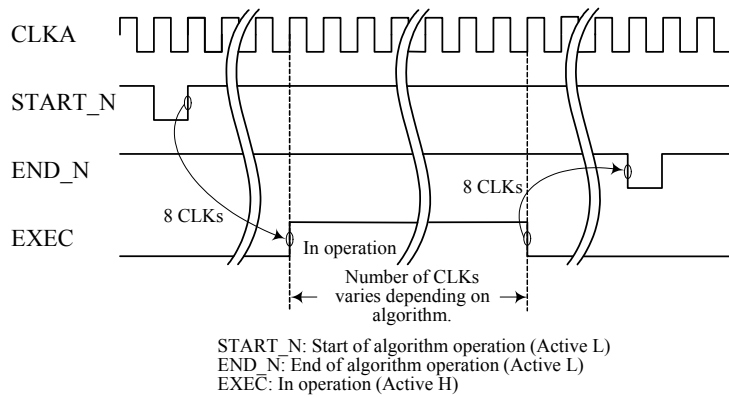 CLKA
START_N
END_N
8 CLKs
8 CLKs
EXEC
In operation
Number of CLKs
varies depending on
algorithm.
START_N: Start of algorithm operation (Active L)
END_N: End of algorithm operation (Active L)
EXEC: In operation (Active H)